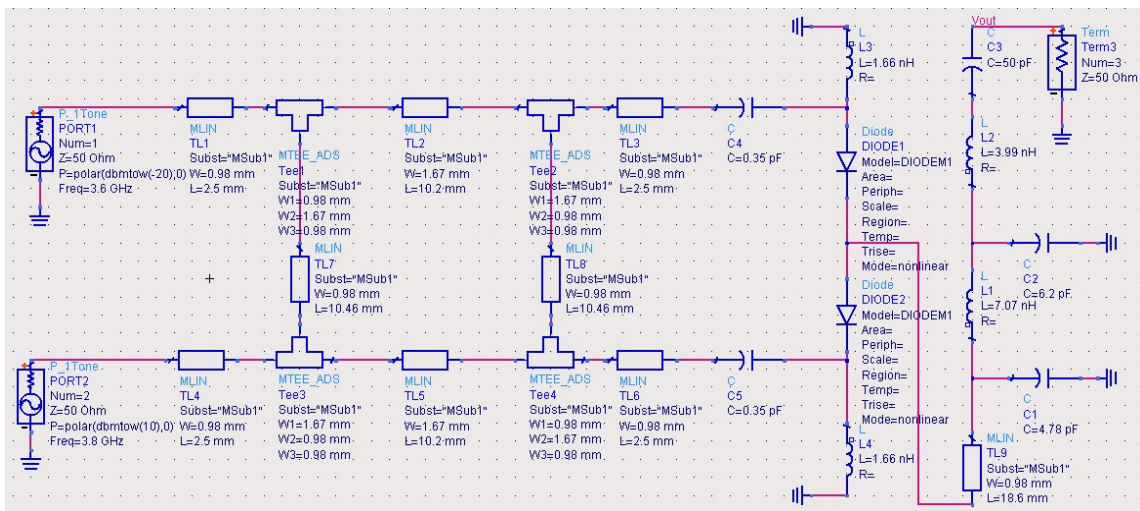 Vout
L
L3
L=1.66 nH
R=
C
C3
C=50 pF
Term
Term3
Num=3
Z=50 Ohm
P_1Tone
PORT1
Num=1
Z=50 Ohm
P=polar(dbmtow(-20),0)
Freq=3.6 GHz
MLIN
TL1
Subst="MSub1"
W=0.98 mm
L=2.5 mm
MTEE_ADS
Tee1
Subst="MSub1"
W1=0.98 mm
W2=1.67 mm
W3=0.98 mm
MLIN
TL2
Subst="MSub1"
W=1.67 mm
L=10.2 mm
MTEE_ADS
Tee2
Subst="MSub1"
W1=1.67 mm
W2=0.98 mm
W3=0.98 mm
MLIN
TL3
Subst="MSub1"
W=0.98 mm
L=2.5 mm
C
C4
C=0.35 pF
Diode
DIODE1
Model=DIODEM1
Area=
Periph=
Scale=
Region=
Temp=
Trise=
Mode=nonlinear
L
L2
L=3.99 nH
R=
MLIN
TL7
Subst="MSub1"
W=0.98 mm
L=10.46 mm
MLIN
TL8
Subst="MSub1"
W=0.98 mm
L=10.46 mm
C
C2
C=6.2 pF
L
L1
L=7.07 nH
R=
Diode
DIODE2
Model=DIODEM1
Area=
Periph=
Scale=
Region=
Temp=
Trise=
Mode=nonlinear
P_1Tone
PORT2
Num=2
Z=50 Ohm
P=polar(dbmtow(10),0)
Freq=3.8 GHz
MLIN
TL4
Subst="MSub1"
W=0.98 mm
L=2.5 mm
MTEE_ADS
Tee3
Subst="MSub1"
W1=1.67 mm
W2=0.98 mm
W3=0.98 mm
MLIN
TL5
Subst="MSub1"
W=1.67 mm
L=10.2 mm
MTEE_ADS
Tee4
Subst="MSub1"
W1=0.98 mm
W2=1.67 mm
W3=0.98 mm
MLIN
TL6
Subst="MSub1"
W=0.98 mm
L=2.5 mm
C
C5
C=0.35 pF
C
C1
C=4.78 pF
L
L4
L=1.66 nH
R=
MLIN
TL9
Subst="MSub1"
W=0.98 mm
L=18.6 mm